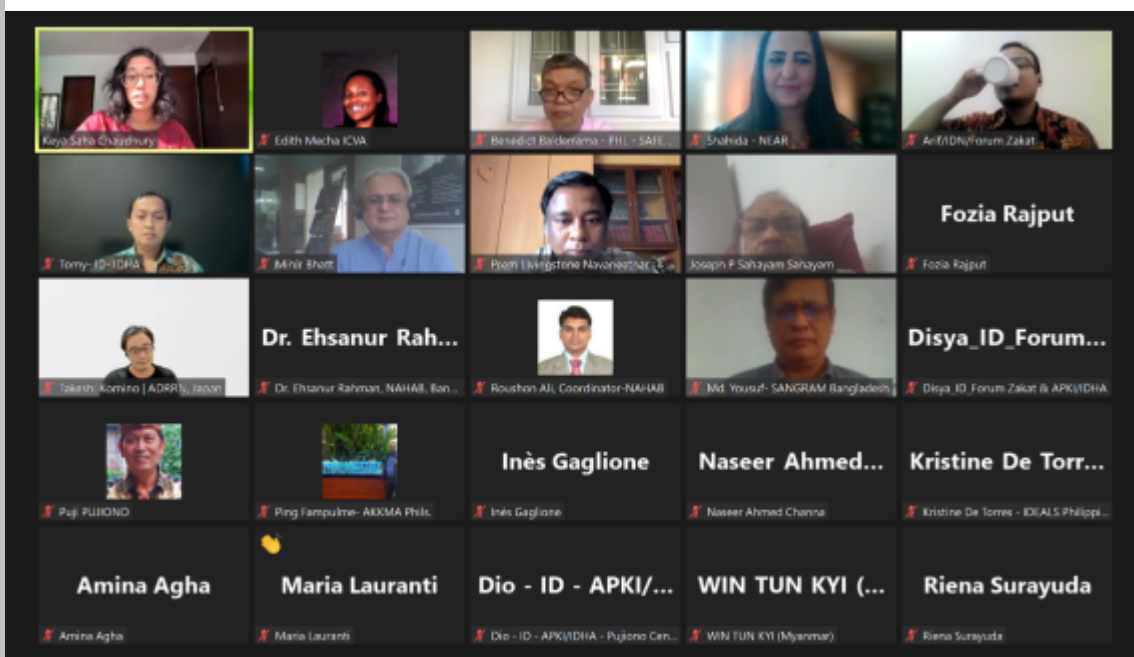 Keya Saha Chaudhury
Edith Mecha ICVA
Benedict Balderrama - PHL - SAFE...
Shahida - NEAR
Arif/IDN/Forum Zakat
Tomy- ID-IDHA
Mihir Bhatt
Prem Livingstone Navaneethar
Joseph P Sahayam Sahayam
Fozia Rajput
Fozia Rajput
Takeshi Komino | ADRRN, Japan
Dr. Ehsanur Rah...
Dr. Ehsanur Rahman, NAHAB, Ban...
Roushon Ali, Coordinator-NAHAB
Md. Yousuf- SANGRAM Bangladesh
Disya_ID_Forum...
Disya_ID_Forum Zakat & APKI/IDHA
Puji PUJIONO
Ping Fampulme- AKKMA Phils.
Inès Gaglione
Inès Gaglione
Naseer Ahmed...
Naseer Ahmed Channa
Kristine De Torr...
Kristine De Torres - IDEALS Philippi...
Amina Agha
Amina Agha
Maria Lauranti
Maria Lauranti
Dio - ID - APKI/...
Dio - ID - APKI/IDHA - Pujiono Cen...
WIN TUN KYI (...
WIN TUN KYI (Myanmar)
Riena Surayuda
Riena Surayuda